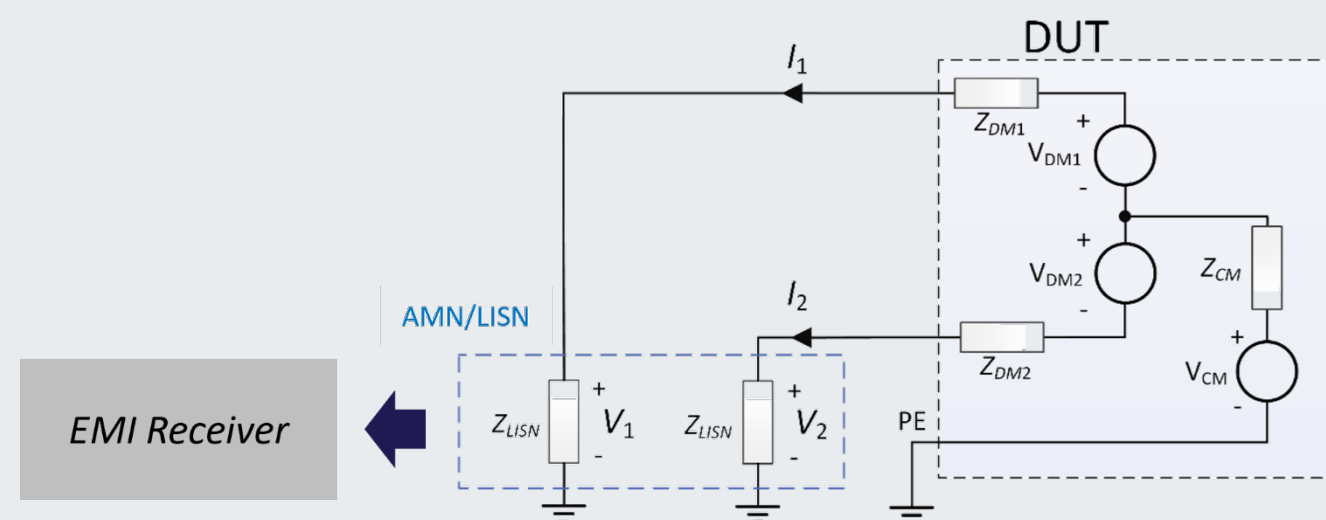 DUT
I1
ZDM1
+
VDM1
-
+
VDM2
-
ZCM
+
VCM
-
I2
ZDM2
AMN/LISN
EMI Receiver
ZLISN
+
V1
-
ZLISN
+
V2
-
PE